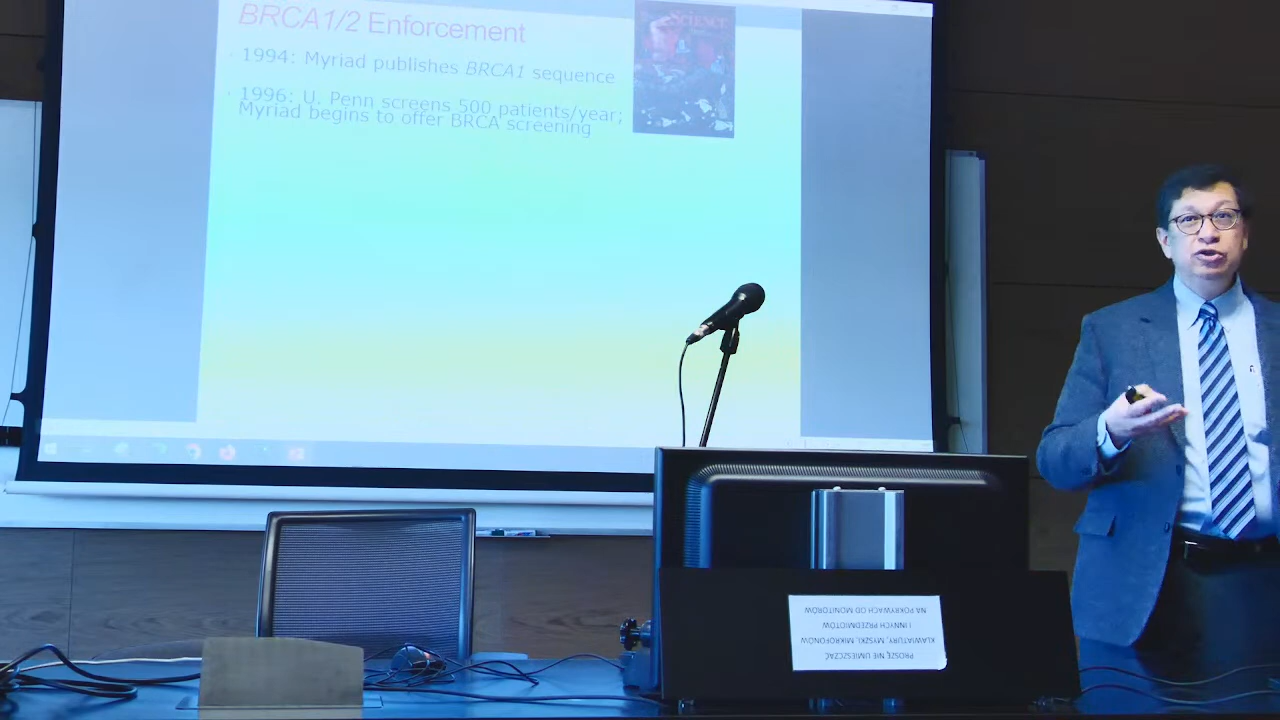 BRCA1/2 Enforcement
1994: Myriad publishes BRCA1 sequence
1996: U. Penn screens 500 patients/year;
Myriad begins to offer BRCA screening
Science
PROSZĘ NIE UMIESZCZAĆ
KLAWIATURY, MYSZKI, MIKROFONÓW
I INNYCH PRZEDMIOTÓW
NA POKRYWACH OD MONITORÓW